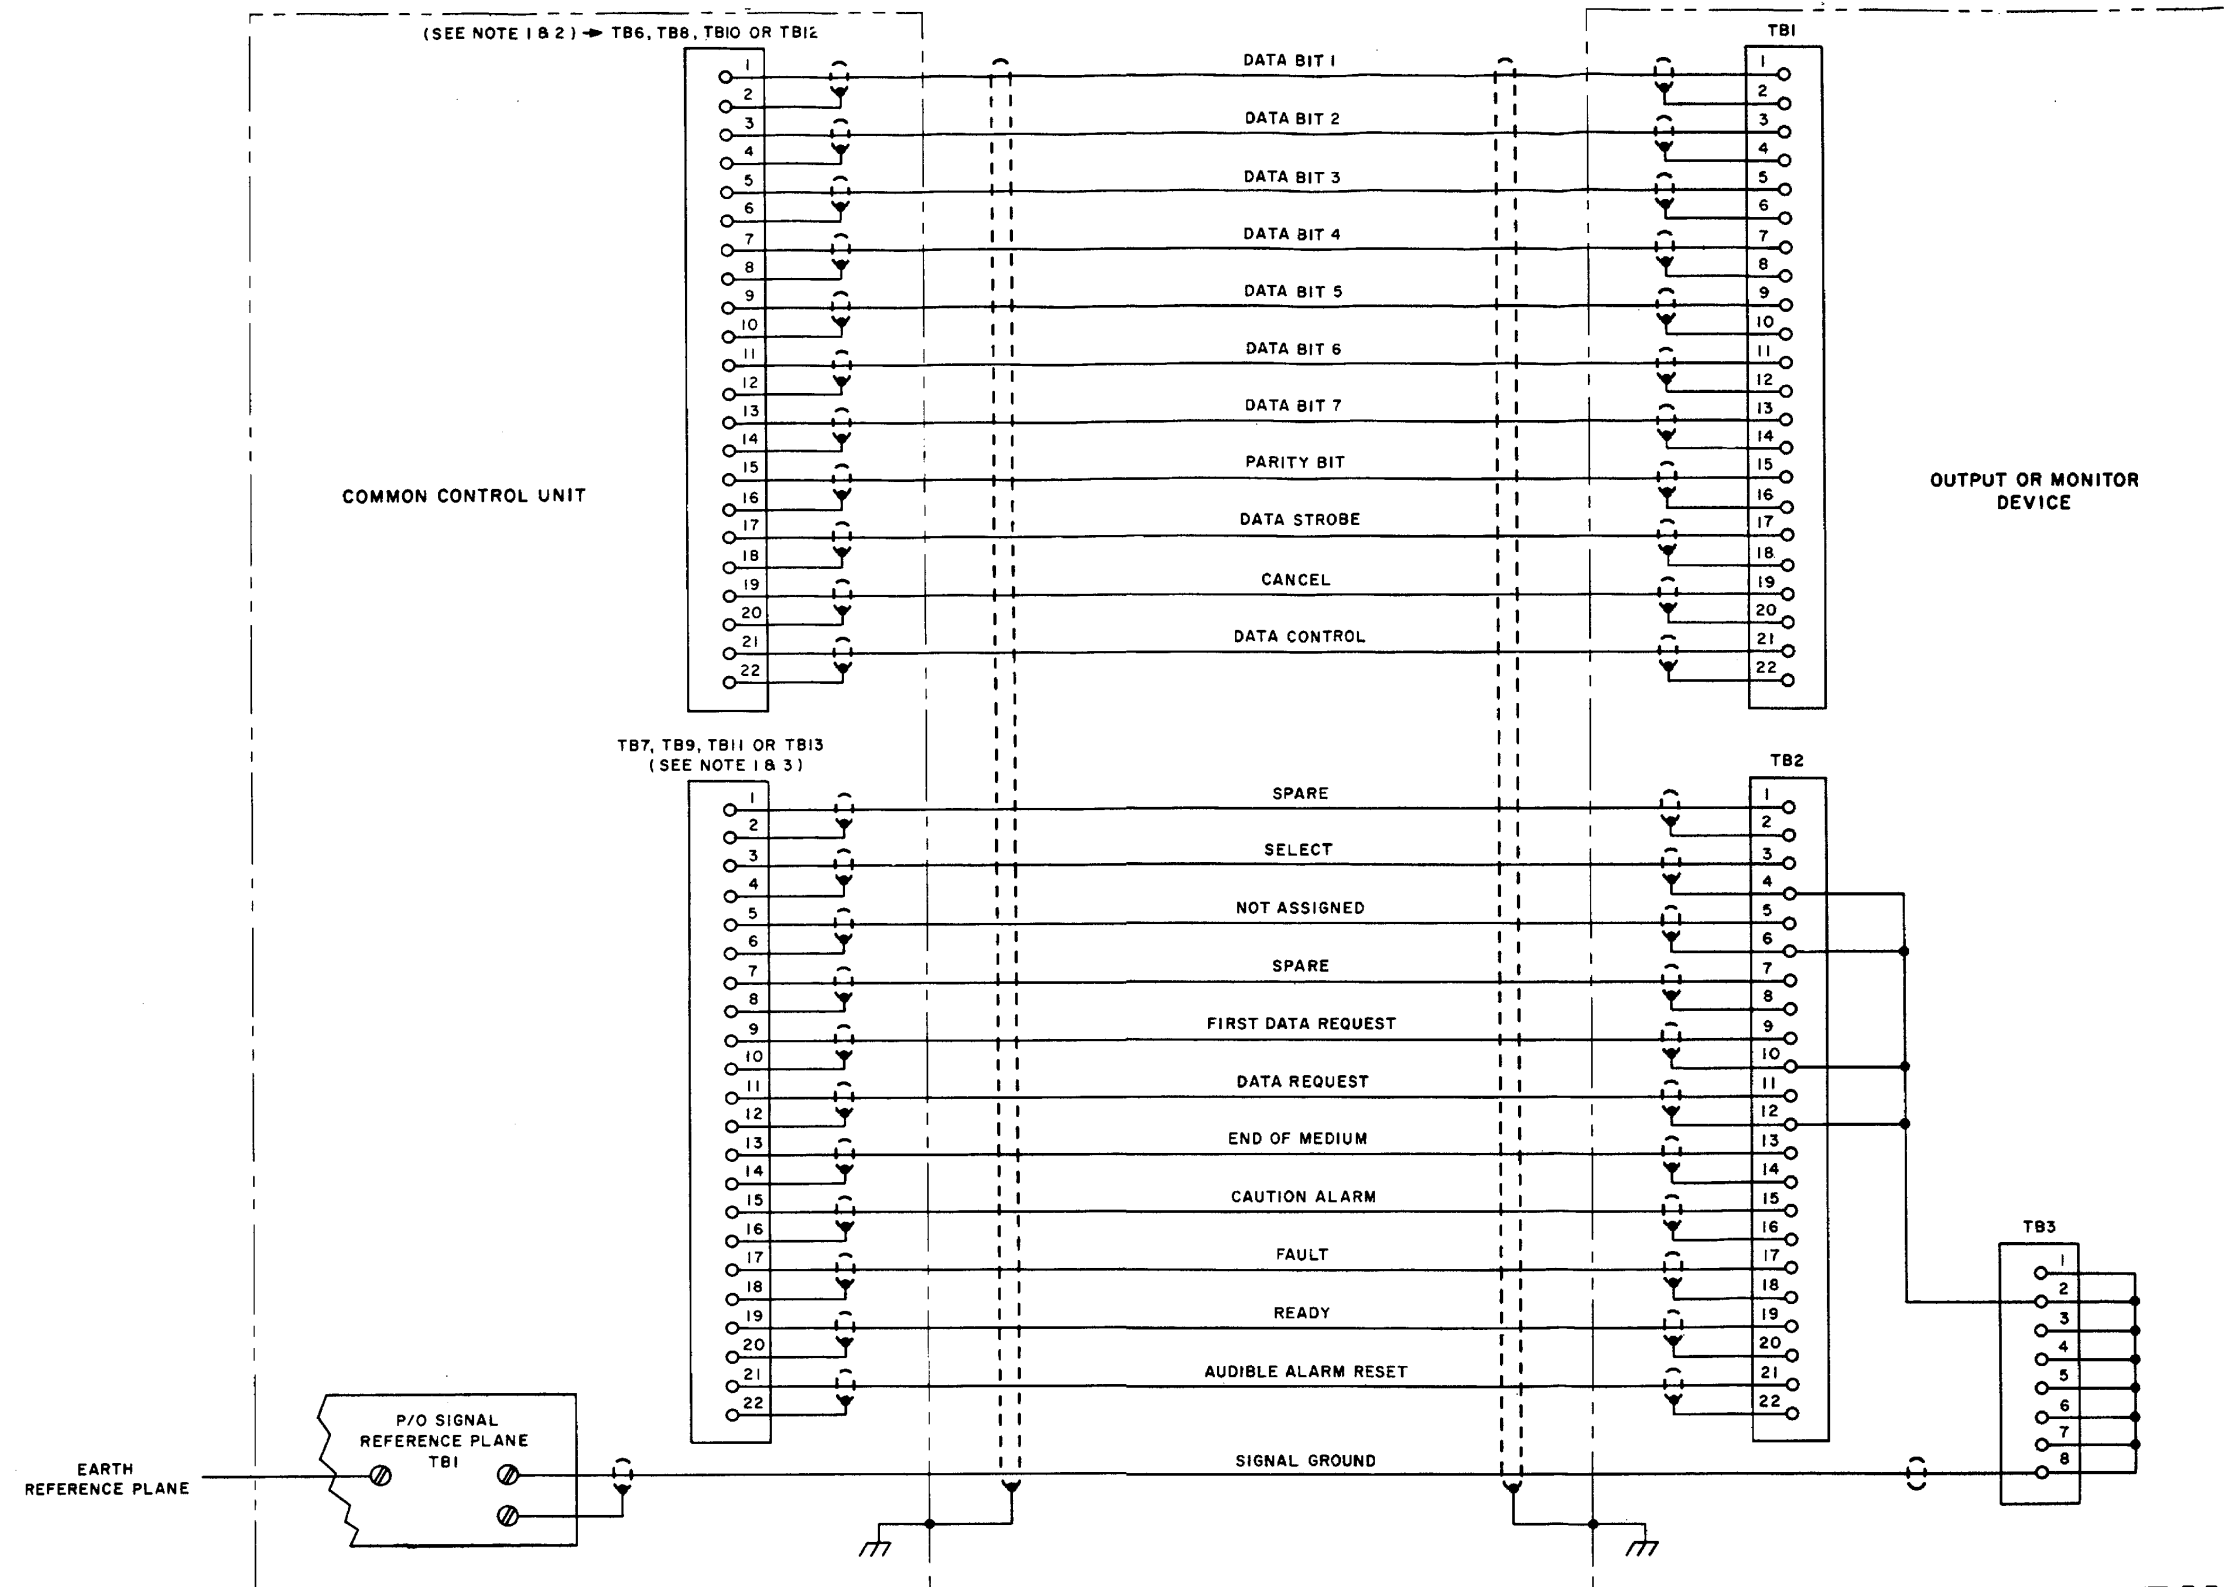 (SEE NOTE 1 & 2) → TB6, TB8, TB10 OR TB12
TB1
1 DATA BIT 1 1
2 2
3 DATA BIT 2 3
4 4
5 DATA BIT 3 5
6 6
7 DATA BIT 4 7
8 8
9 DATA BIT 5 9
10 10
11 DATA BIT 6 11
12 12
13 DATA BIT 7 13
14 14
15 PARITY BIT 15
16 16
17 DATA STROBE 17
18 18
19 CANCEL 19
20 20
21 DATA CONTROL 21
22 22
COMMON CONTROL UNIT
OUTPUT OR MONITOR
DEVICE
TB7, TB9, TB11 OR TB13
(SEE NOTE 1 & 3)
TB2
1 SPARE 1
2 2
3 SELECT 3
4 4
5 NOT ASSIGNED 5
6 6
7 SPARE 7
8 8
9 FIRST DATA REQUEST 9
10 10
11 DATA REQUEST 11
12 12
13 END OF MEDIUM 13
14 14
15 CAUTION ALARM 15
16 16
17 FAULT 17
18 18
19 READY 19
20 20
21 AUDIBLE ALARM RESET 21
22 22
TB3
1
2
3
4
5
6
7
8
P/O SIGNAL
REFERENCE PLANE
TB1
EARTH
REFERENCE PLANE
SIGNAL GROUND